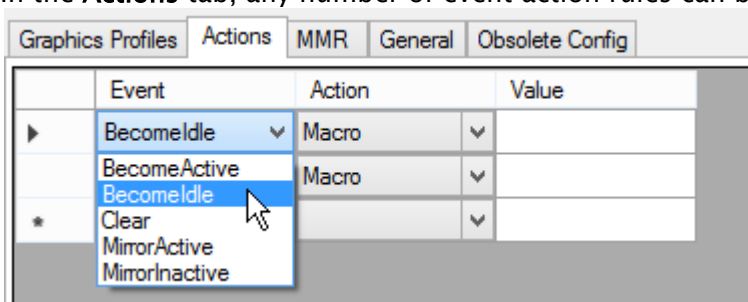 in the Actions tab, any number of event action rules can b
Graphics Profiles Actions MMR General Obsolete Config
Event Action Value
BecomeIdle Macro
BecomeActive Macro
BecomeIdle
Clear
MirrorActive
MirrorInactive